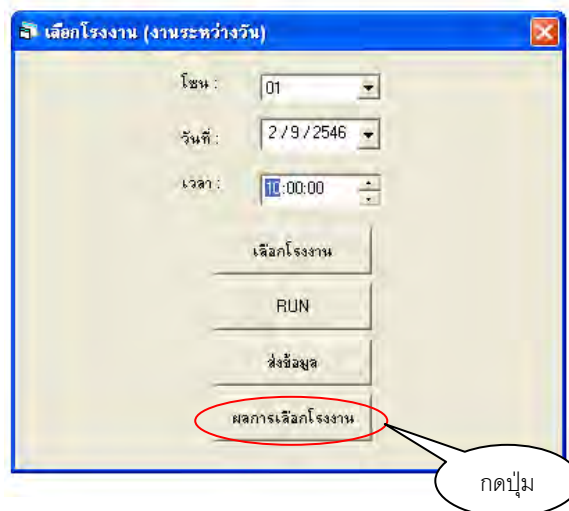 เลือกโรงงาน (งานระหว่างวัน)
โซน : 01
วันที่ : 2 / 9 / 2546
เวลา : 10:00:00
เลือกโรงงาน
RUN
ส่งข้อมูล
ผลการเลือกโรงงาน
กดปุ่ม